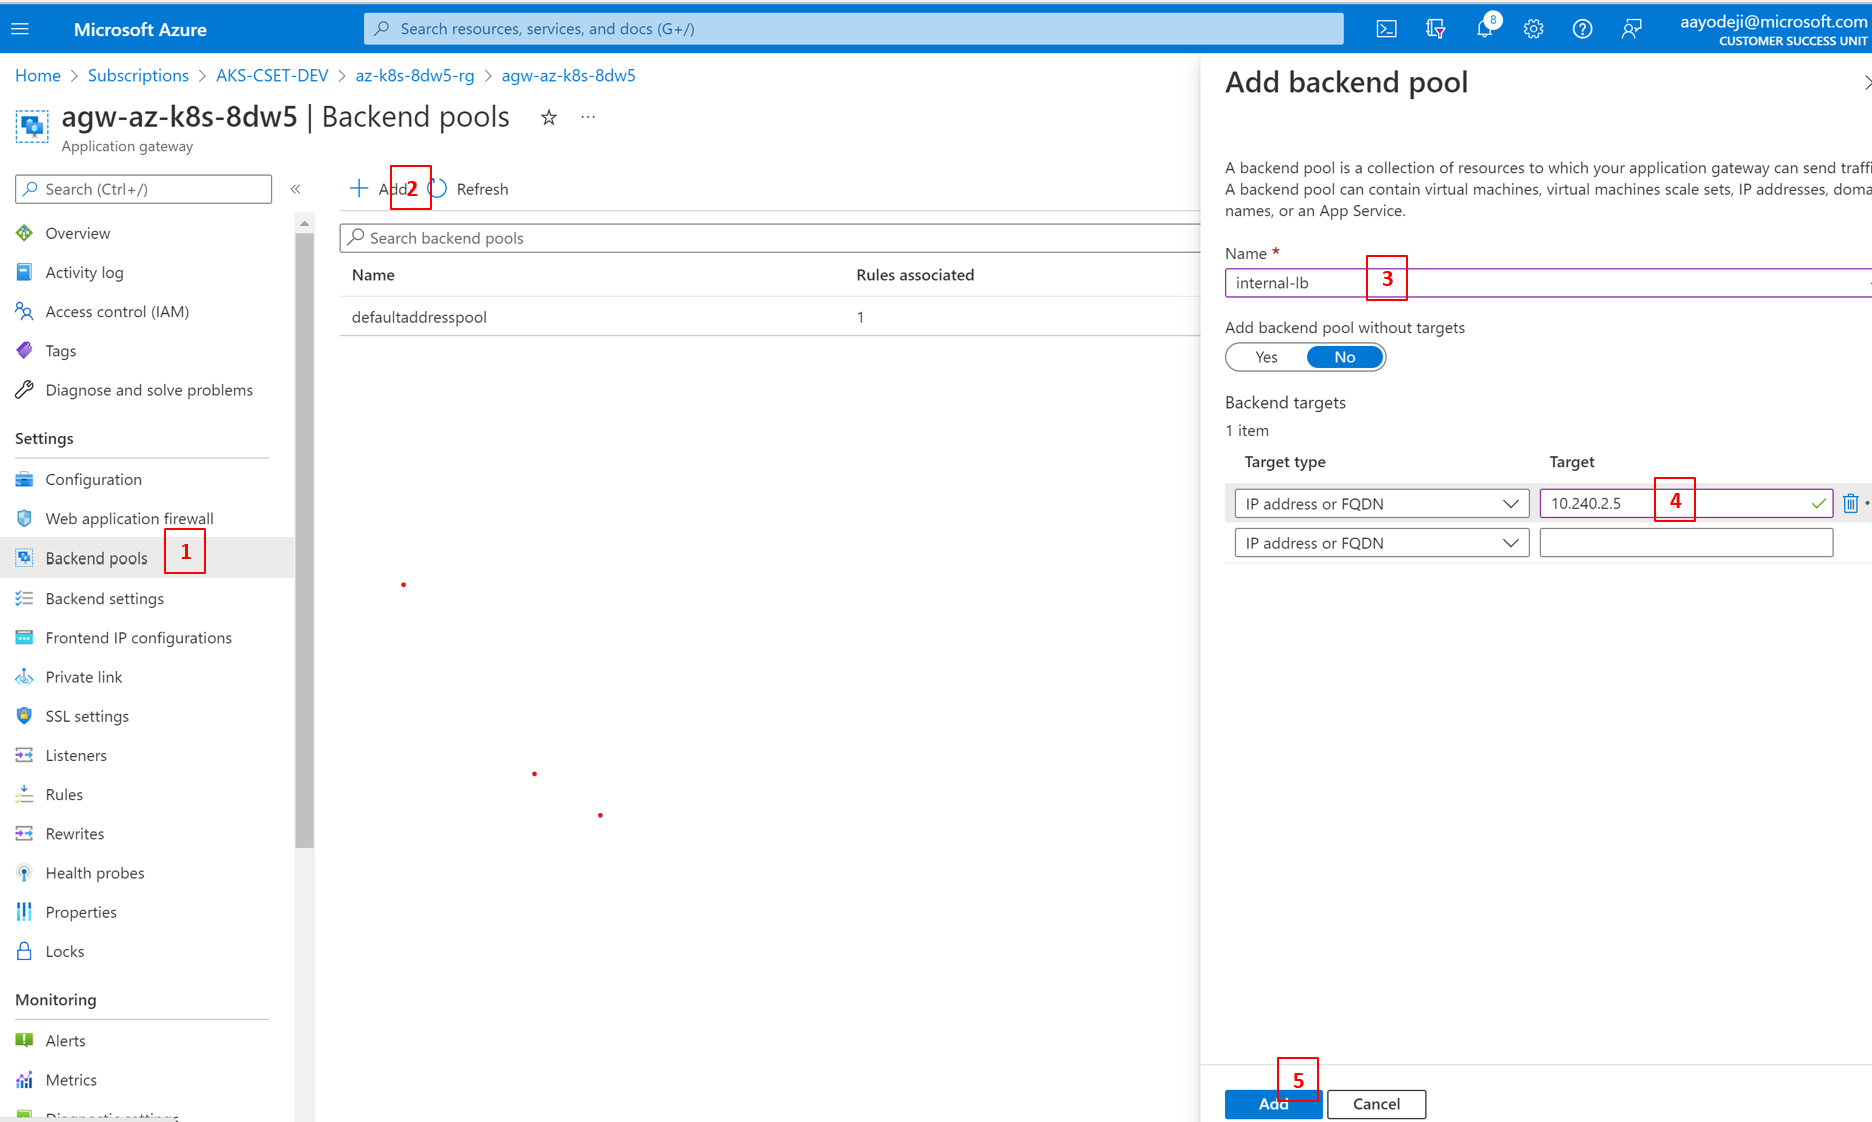 Microsoft Azure
Search resources, services, and docs (G+/)
8
aayodeji@microsoft.com
CUSTOMER SUCCESS UNIT
Home > Subscriptions > AKS-CSET-DEV > az-k8s-8dw5-rg > agw-az-k8s-8dw5
agw-az-k8s-8dw5 | Backend pools
Application gateway
Search (Ctrl+/)
Overview
Activity log
Access control (IAM)
Tags
Diagnose and solve problems
Settings
Configuration
Web application firewall
Backend pools
1
Backend settings
Frontend IP configurations
Private link
SSL settings
Listeners
Rules
Rewrites
Health probes
Properties
Locks
Monitoring
Alerts
Metrics
Diagnostic settings
Add 2 Refresh
Search backend pools
Name Rules associated
defaultaddresspool 1
Add backend pool
A backend pool is a collection of resources to which your application gateway can send traffi
A backend pool can contain virtual machines, virtual machines scale sets, IP addresses, doma
names, or an App Service.
Name *
internal-lb 3
Add backend pool without targets
Yes No
Backend targets
1 item
Target type Target
IP address or FQDN 10.240.2.5 4
IP address or FQDN
5
Add Cancel